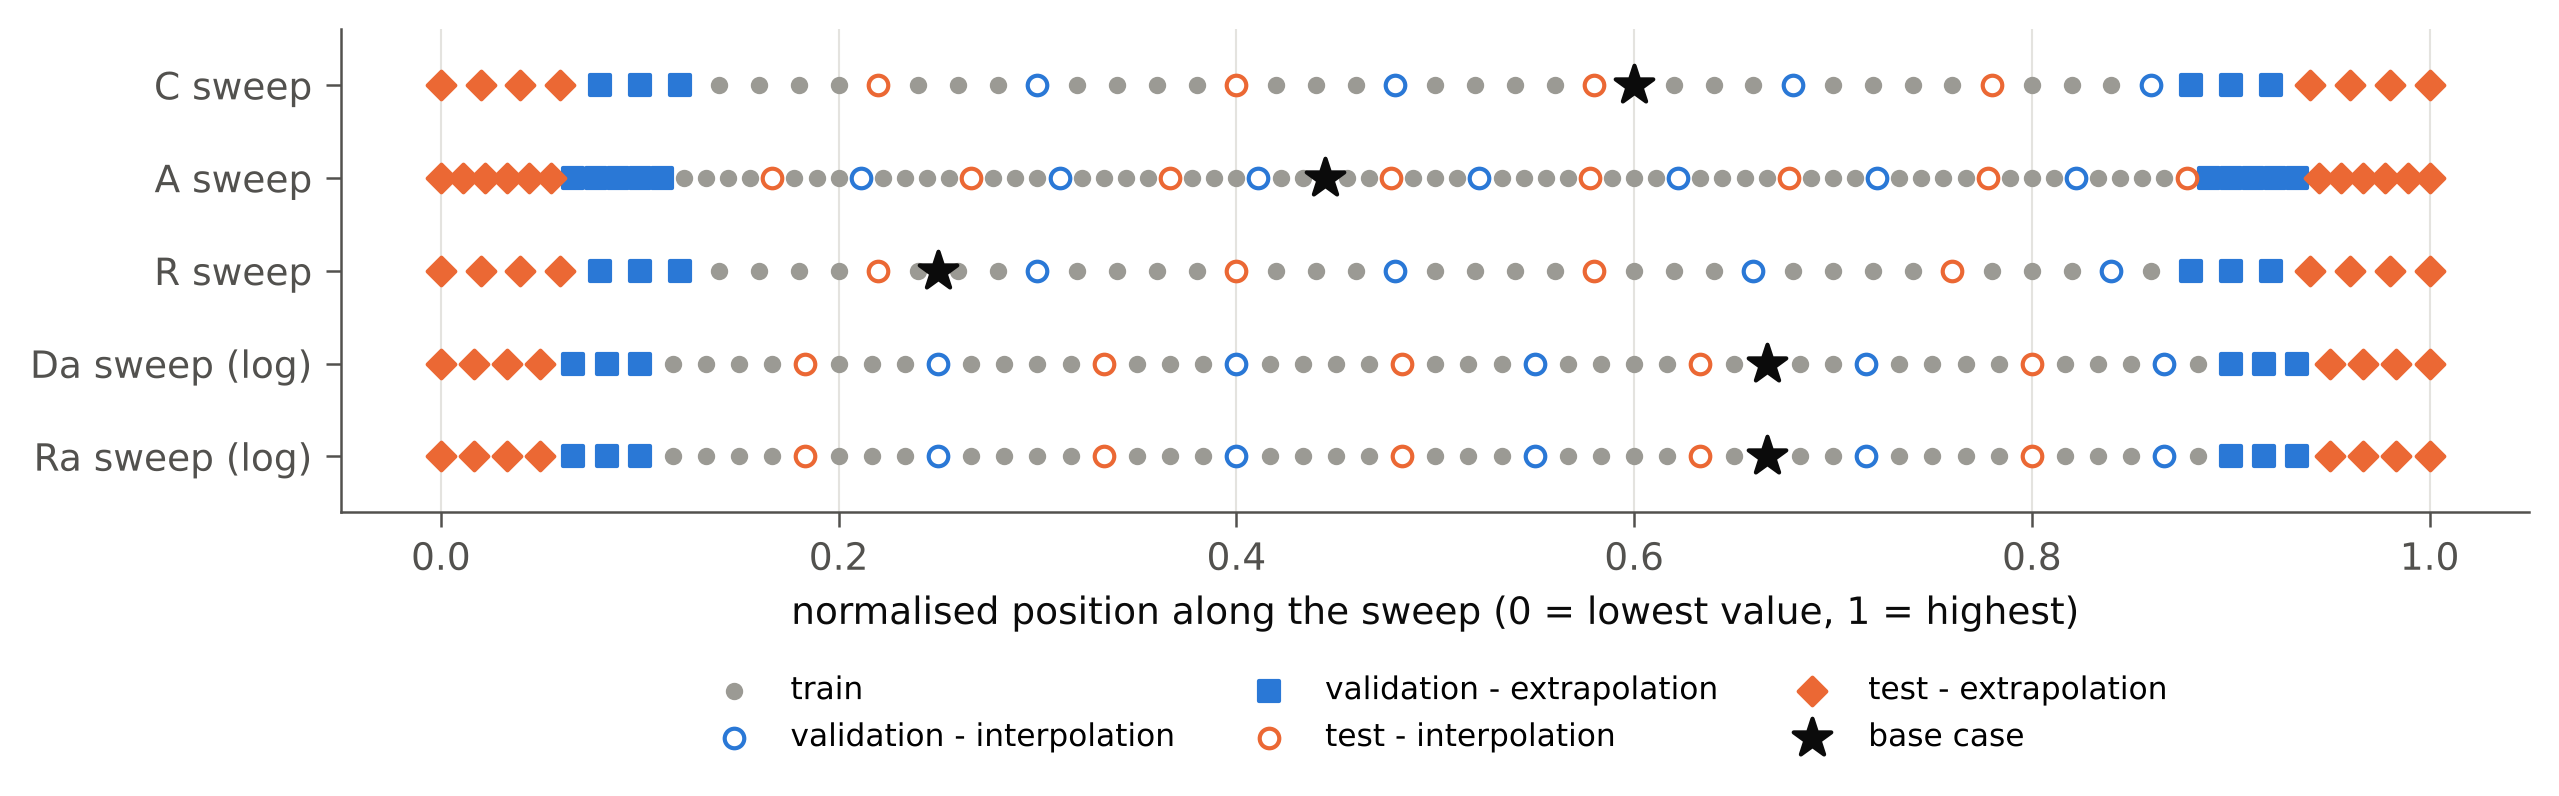 C sweep
A sweep
R sweep
Da sweep (log)
Ra sweep (log)
0.0 0.2 0.4 0.6 0.8 1.0
normalised position along the sweep (0 = lowest value, 1 = highest)
train validation - extrapolation test - extrapolation
validation - interpolation test - interpolation base case